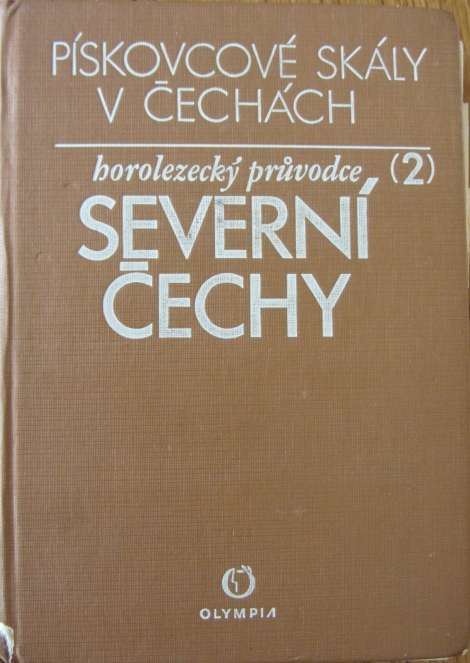 PÍSKOVCOVÉ SKÁLY
V ČECHÁCH
horolezecký průvodce (2)
SEVERNÍ
ČECHY
OLYMPIA